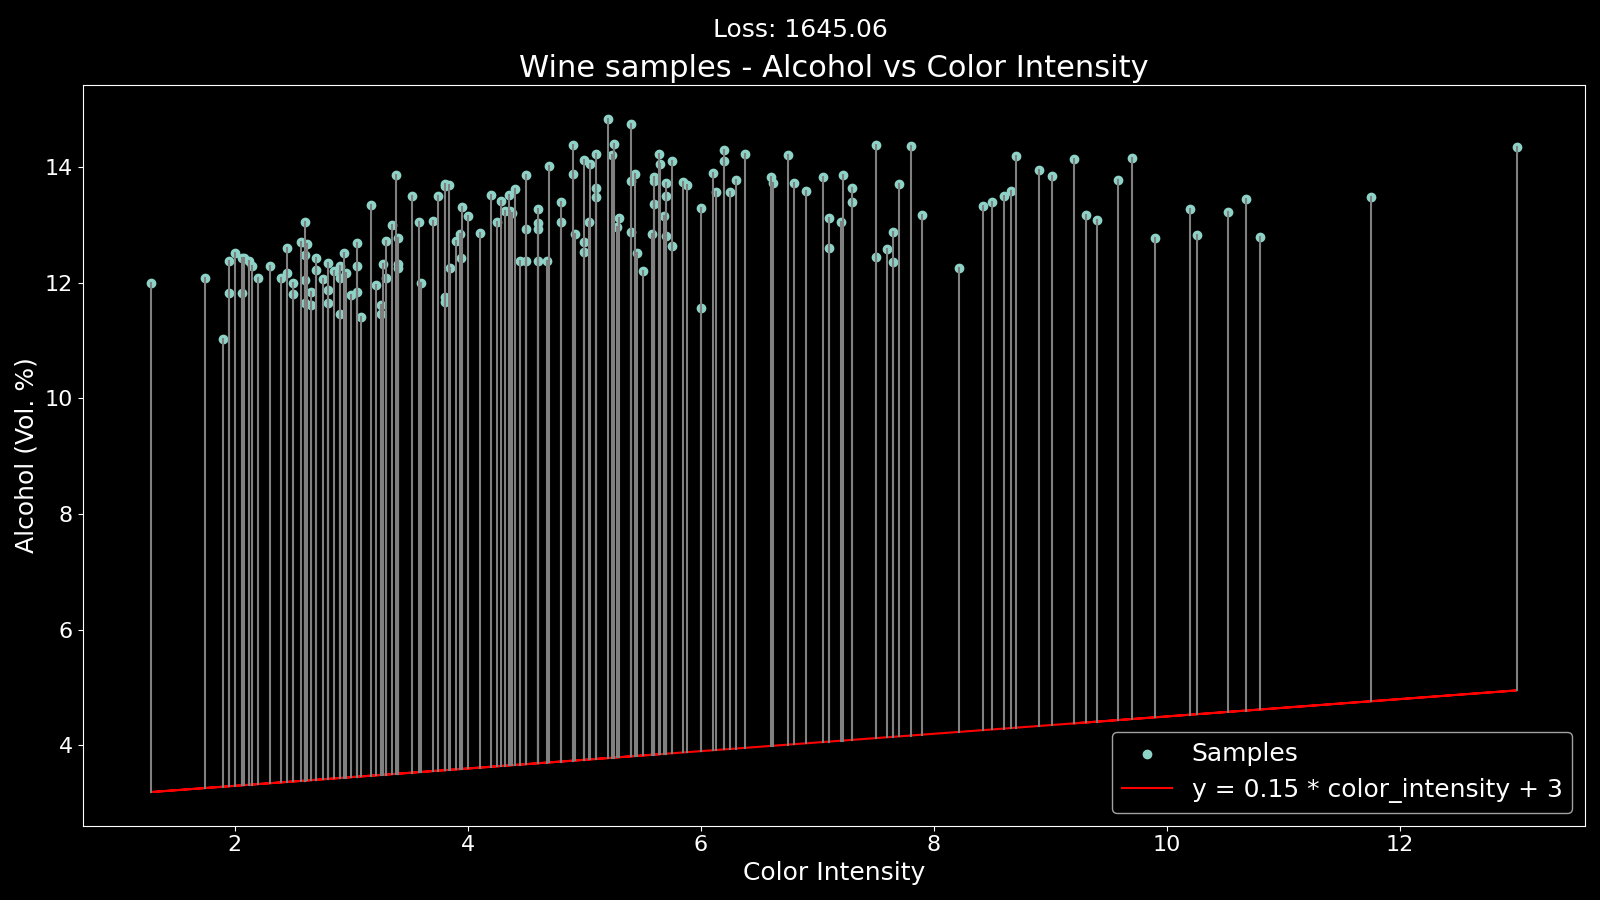 Loss: 1645.06
Wine samples - Alcohol vs Color Intensity
Alcohol (Vol. %)
14
12
10
8
6
4
Samples
y = 0.15 * color_intensity + 3
2
4
6
8
10
12
Color Intensity